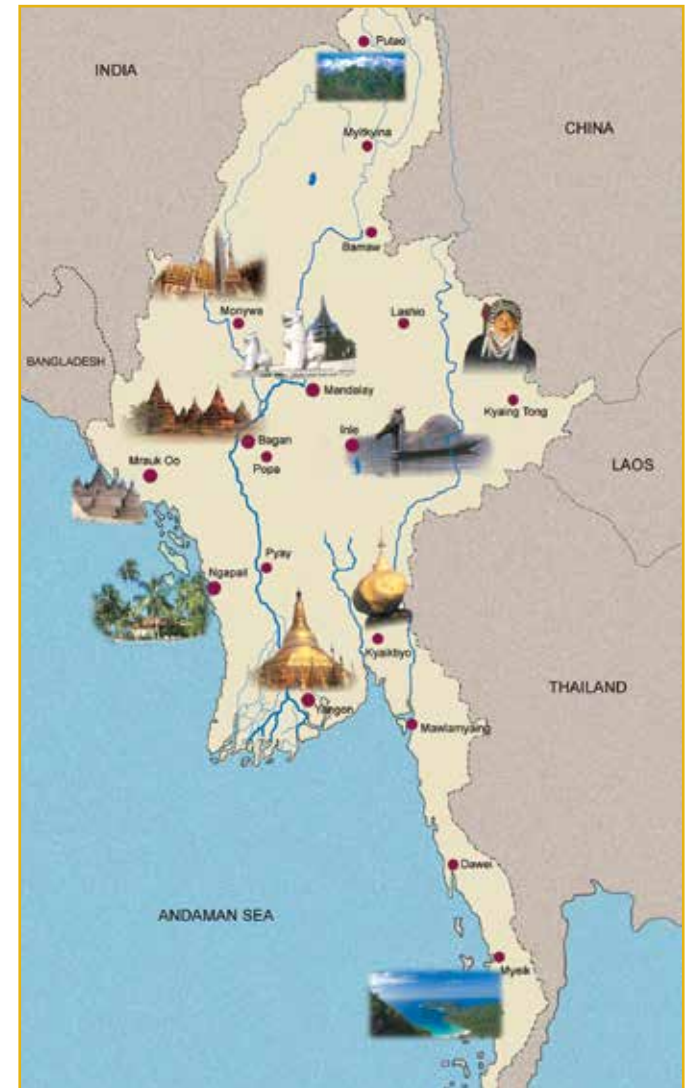 Putao
INDIA
CHINA
Myitkyina
Bamaw
Monywa
Lashio
BANGLADESH
Mandalay
Kyaing Tong
Bagan
Inle
Popa
Mrauk Oo
LAOS
Pyay
Ngapali
Kyaikhyo
THAILAND
Yangon
Mawlamyaing
Dawei
ANDAMAN SEA
Myeik